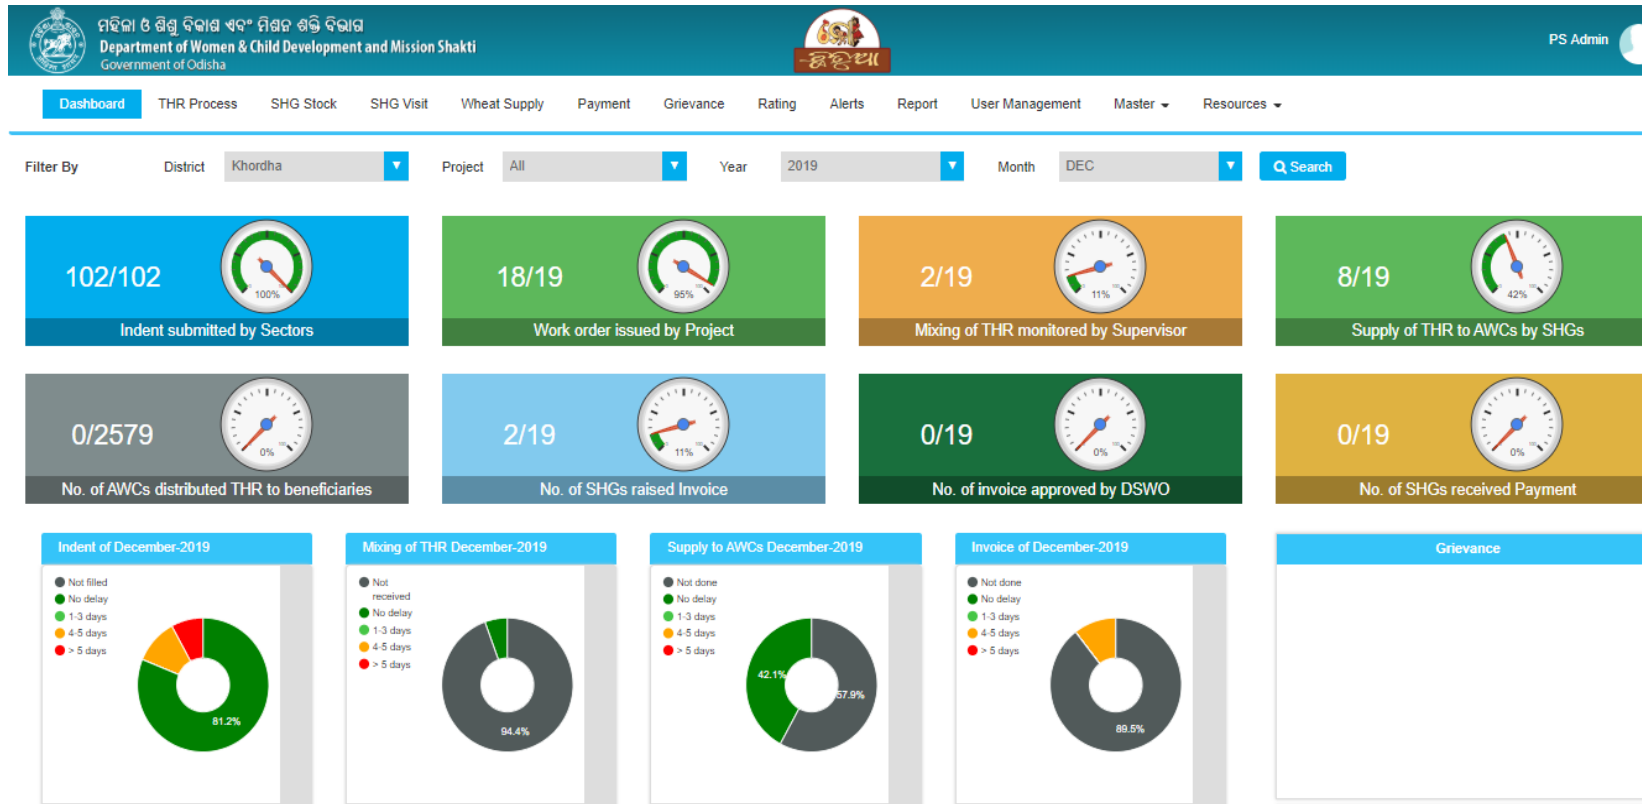 ମହିଳା ଓ ଶିଶୁ ବିକାଶ ଏବଂ ମିଶନ ଶକ୍ତି ବିଭାଗ
Department of Women & Child Development and Mission Shakti
Government of Odisha
PS Admin
Dashboard THR Process SHG Stock SHG Visit Wheat Supply Payment Grievance Rating Alerts Report User Management Master Resources
Filter By District Khordha Project All Year 2019 Month DEC Search
102/102 100% 18/19 95% 2/19 11% 8/19 42%
Indent submitted by Sectors Work order issued by Project Mixing of THR monitored by Supervisor Supply of THR to AWCs by SHGs
0/2579 0% 2/19 11% 0/19 0% 0/19 0%
No. of AWCs distributed THR to beneficiaries No. of SHGs raised Invoice No. of invoice approved by DSWO No. of SHGs received Payment
Indent of December-2019
Not filled
No delay
1-3 days
4-5 days
> 5 days
81.2%
Mixing of THR December-2019
Not
received
No delay
1-3 days
4-5 days
> 5 days
94.4%
Supply to AWCs December-2019
Not done
No delay
1-3 days
4-5 days
> 5 days
42.1%
57.9%
Invoice of December-2019
Not done
No delay
1-3 days
4-5 days
> 5 days
89.5%
Grievance